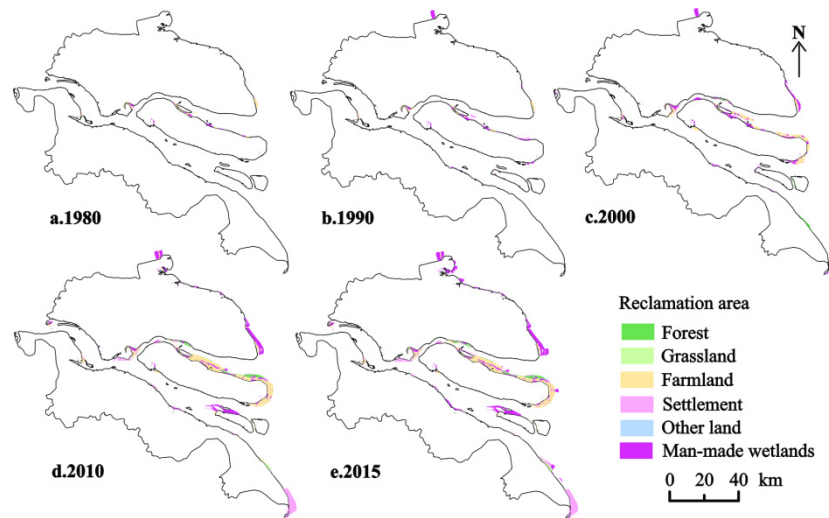 N
a.1980
b.1990
c.2000
d.2010
e.2015
Reclamation area
Forest
Grassland
Farmland
Settlement
Other land
Man-made wetlands
0 20 40 km